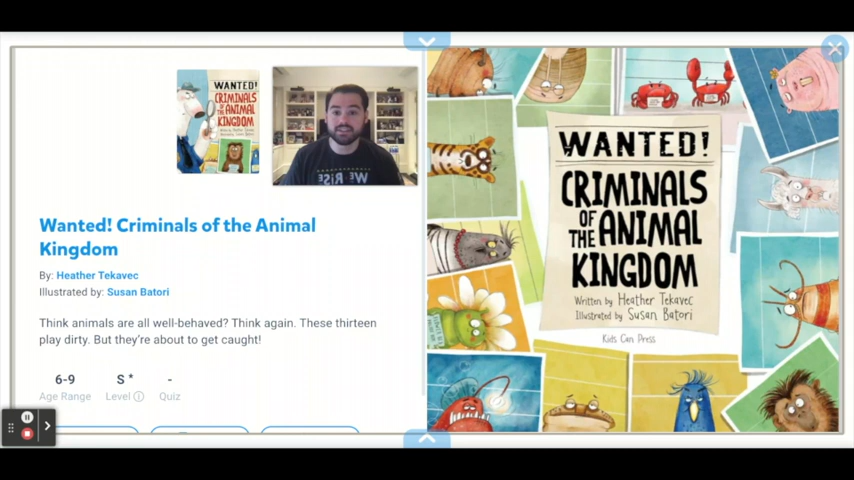 WANTED!
CRIMINALS
OF THE ANIMAL
KINGDOM
WE RISE
Wanted! Criminals of the Animal
Kingdom
By: Heather Tekavec
Illustrated by: Susan Batori
Think animals are all well-behaved? Think again. These thirteen
play dirty. But they're about to get caught!
6-9
S *
-
Age Range
Level
Quiz
WANTED!
CRIMINALS
OF
THE ANIMAL
KINGDOM
Written by Heather Tekavec
Illustrated by Susan Batori
Kids Can Press